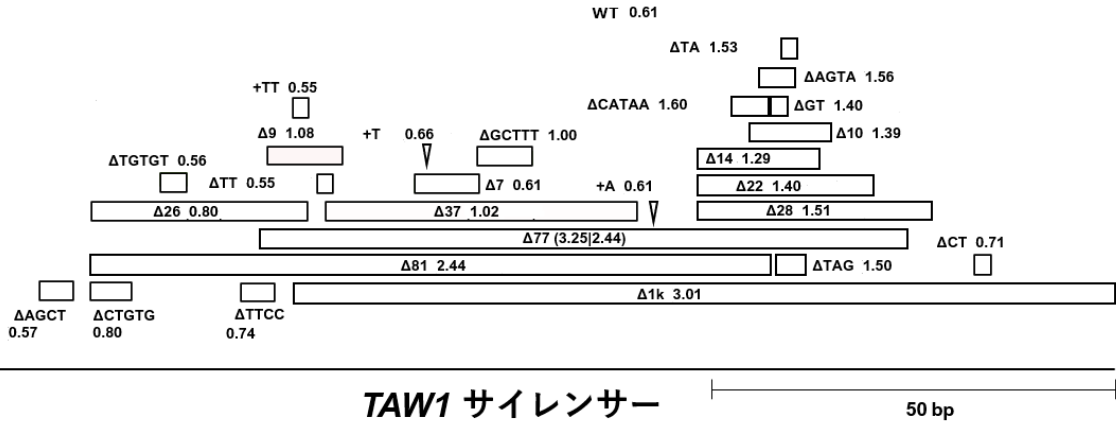 WT 0.61
ΔTA 1.53
ΔAGTA 1.56
+TT 0.55
ΔCATAA 1.60
ΔGT 1.40
Δ9 1.08
+T 0.66
ΔGCTTT 1.00
Δ10 1.39
ΔTGTGT 0.56
Δ14 1.29
ΔTT 0.55
Δ7 0.61
+A 0.61
Δ22 1.40
Δ26 0.80
Δ37 1.02
Δ28 1.51
Δ77 (3.25|2.44)
ΔCT 0.71
Δ81 2.44
ΔTAG 1.50
Δ1k 3.01
ΔAGCT
0.57
ΔCTGTG
0.80
ΔTTCC
0.74
TAW1 サイレンサー
50 bp